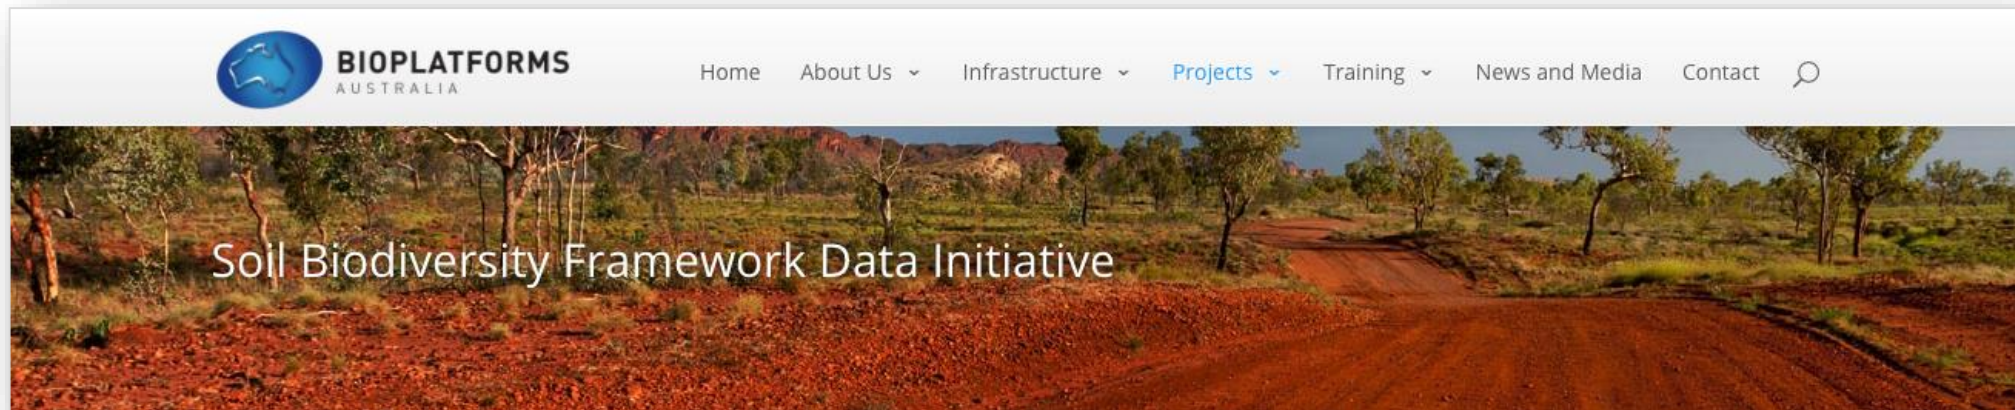 BIOPLATFORMS
AUSTRALIA
Home About Us Infrastructure Projects Training News and Media Contact
Soil Biodiversity Framework Data Initiative